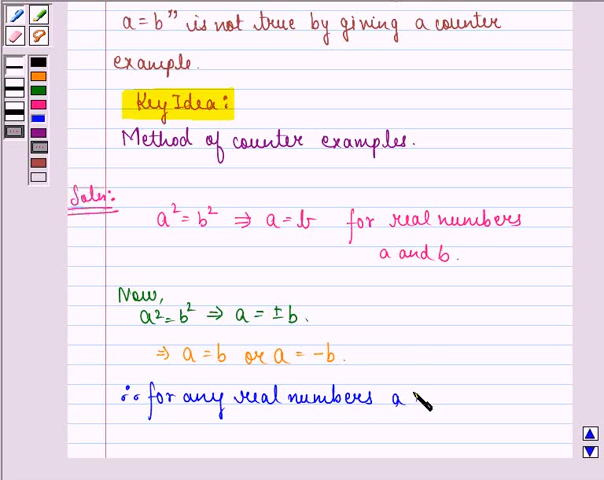 a = b" is not true by giving a counter
example.
Key Idea:
Method of counter examples.
Soln:
a² = b² ⇒ a = b for real numbers
a and b.
Now,
a² = b² ⇒ a = ± b.
⇒ a = b or a = -b.
∴ for any real numbers a